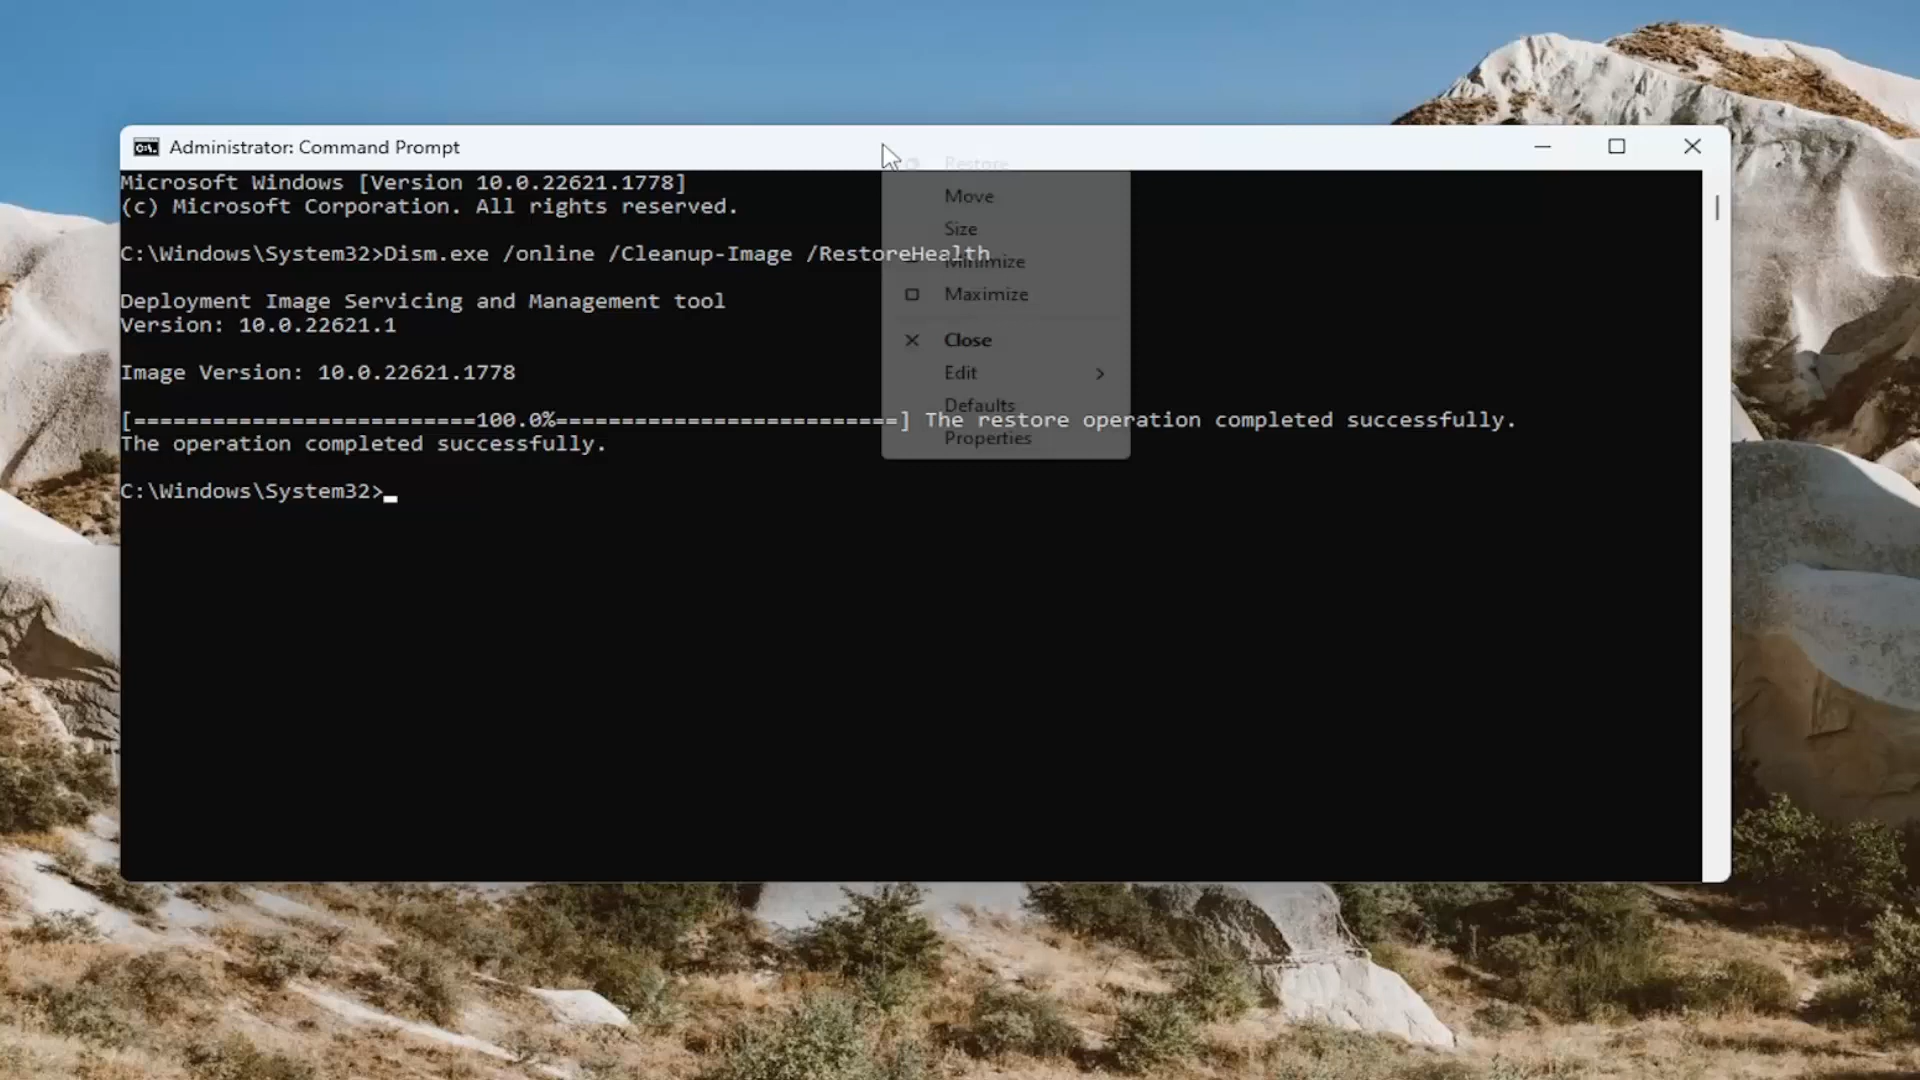 Administrator: Command Prompt
Microsoft Windows [Version 10.0.22621.1778]
(c) Microsoft Corporation. All rights reserved.
C:\Windows\System32>Dism.exe /online /Cleanup-Image /RestoreHealth
Deployment Image Servicing and Management tool
Version: 10.0.22621.1
Image Version: 10.0.22621.1778
[==========================100.0%==========================] The restore operation completed successfully.
The operation completed successfully.
C:\Windows\System32>
Restore
Move
Size
Minimize
Maximize
Close
Edit
Defaults
Properties